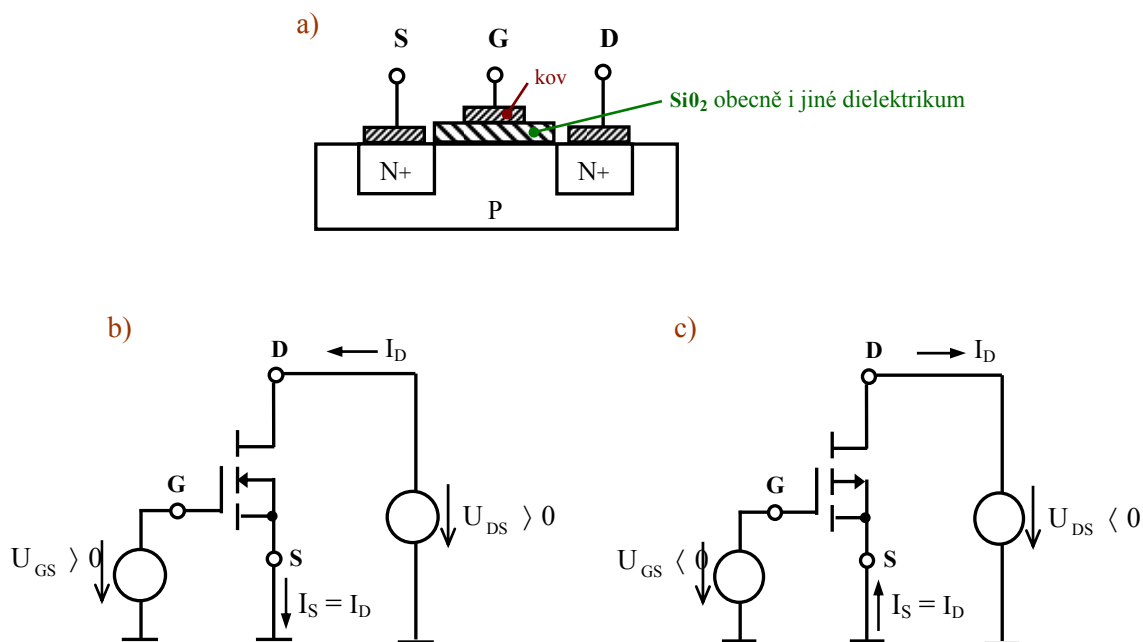 a)
S G D
kov
Si0₂ obecně i jiné dielektrikum
N+ N+
P
b)
D I_D
G
U_GS 〉 0
U_DS 〉 0
S
I_S = I_D
c)
D I_D
G
U_GS 〈 0
U_DS 〈 0
S
I_S = I_D